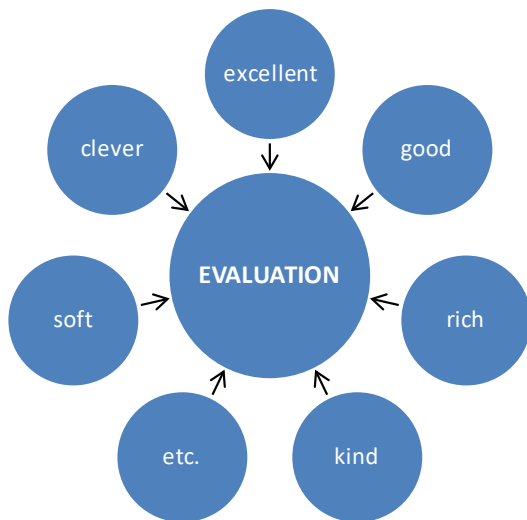 excellent
clever
good
EVALUATION
soft
rich
etc.
kind